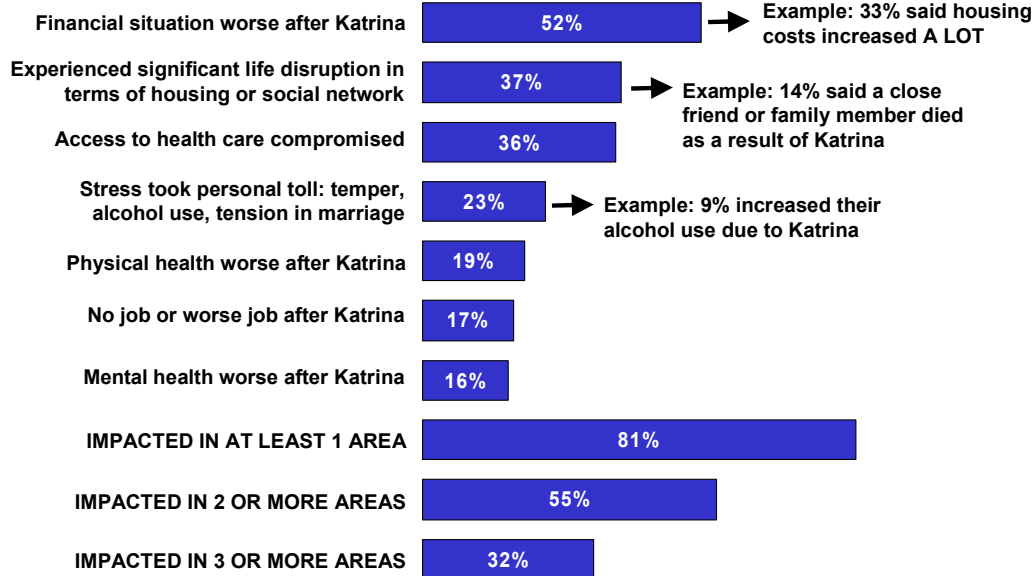 Financial situation worse after Katrina
52%
Example: 33% said housing
costs increased A LOT
Experienced significant life disruption in
terms of housing or social network
37%
Example: 14% said a close
friend or family member died
as a result of Katrina
Access to health care compromised
36%
Stress took personal toll: temper,
alcohol use, tension in marriage
23%
Example: 9% increased their
alcohol use due to Katrina
Physical health worse after Katrina
19%
No job or worse job after Katrina
17%
Mental health worse after Katrina
16%
IMPACTED IN AT LEAST 1 AREA
81%
IMPACTED IN 2 OR MORE AREAS
55%
IMPACTED IN 3 OR MORE AREAS
32%